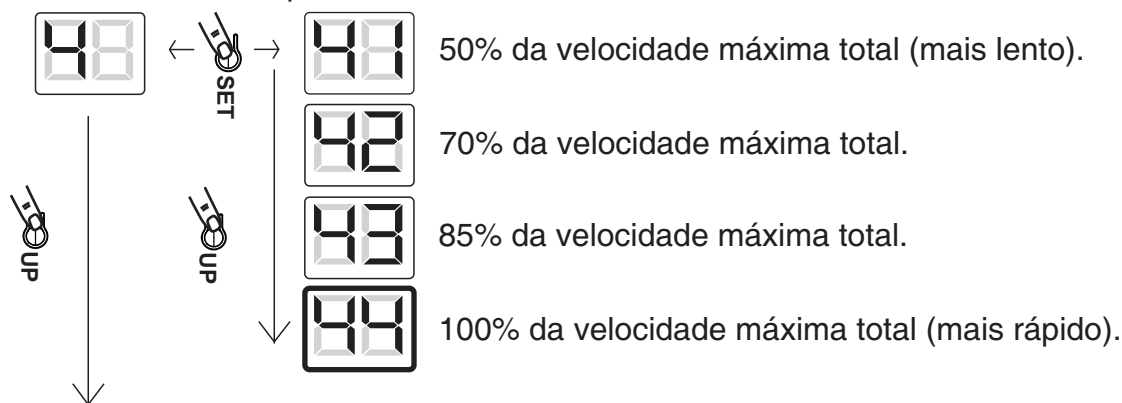 4
SET
41 50% da velocidade máxima total (mais lento).
42 70% da velocidade máxima total.
UP
UP
43 85% da velocidade máxima total.
44 100% da velocidade máxima total (mais rápido).